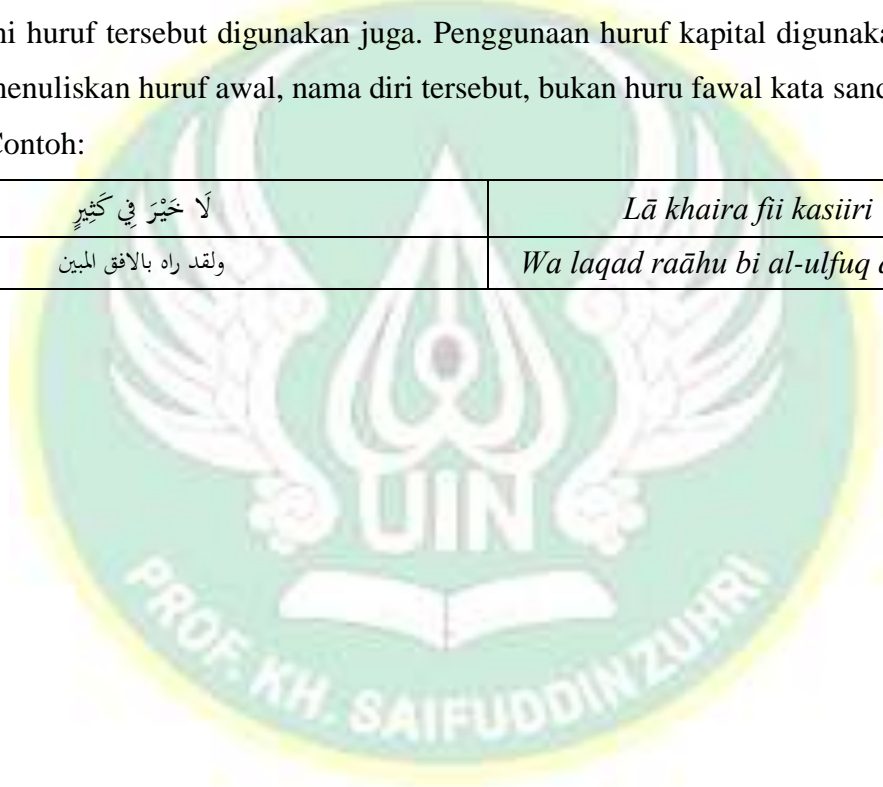 ni huruf tersebut digunakan juga. Penggunaan huruf kapital digunaka
menuliskan huruf awal, nama diri tersebut, bukan huru fawal kata sand
Contoh:
لَا خَيْرَ فِي كَثِيرٍ Lā khaira fii kasiiri
ولقد راه بالافق المبين Wa laqad raāhu bi al-ulfuq a
UIN
PROF. KH. SAIFUDDIN ZUHRI